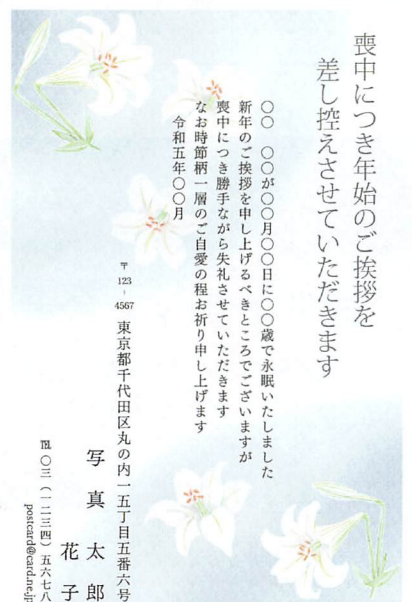 喪中につき年始のご挨拶を
差し控えさせていただきます
〇〇　〇〇が〇〇月〇〇日に〇〇歳で永眠いたしました
新年のご挨拶を申し上げるべきところでございますが
喪中につき勝手ながら失礼させていただきます
なお時節柄一層のご自愛の程お祈り申し上げます
令和五年〇〇月
〒123-4567
東京都千代田区丸の内一五丁目五番六号
写真太郎
花子
℡〇三(一二三四)五六七八
postcard@card.ne.jp